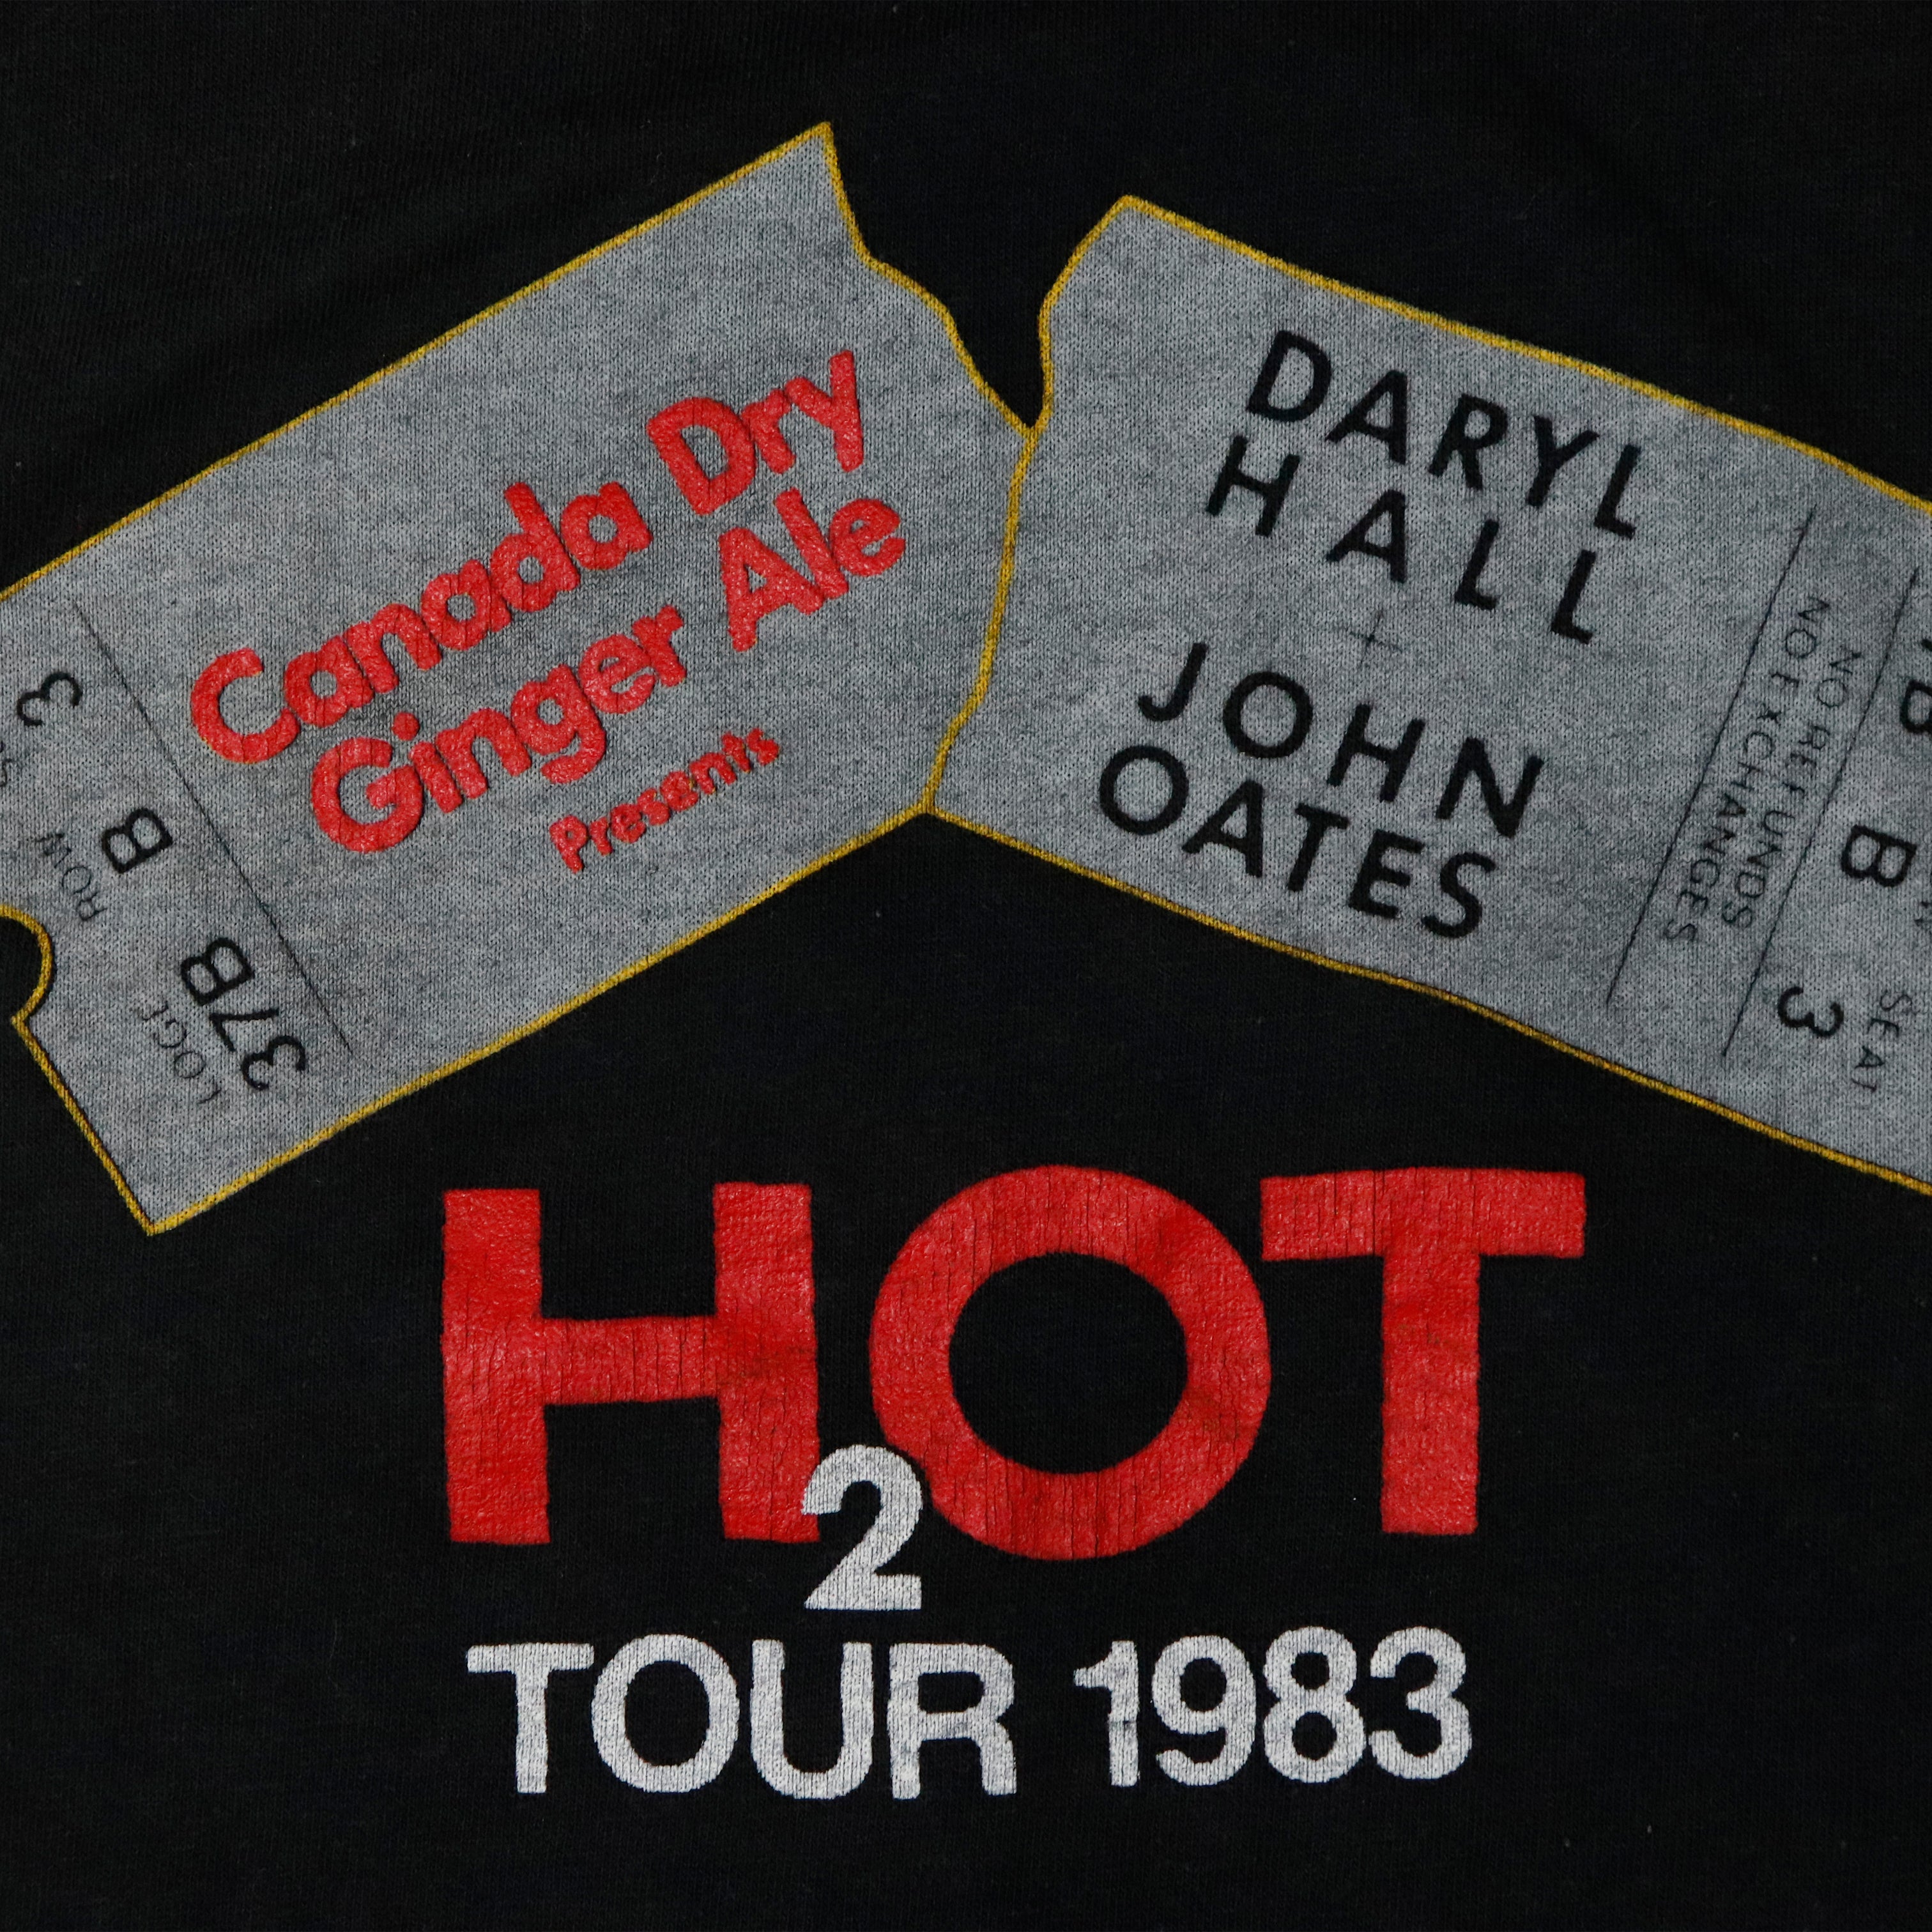 Canada Dry
Ginger Ale
Presents
3
B
ROW
37B
LOGE
DARYL
HALL
+
JOHN
OATES
NO REFUNDS
NO EXCHANGES
B
B
3
SEAT
H2OT
TOUR 1983